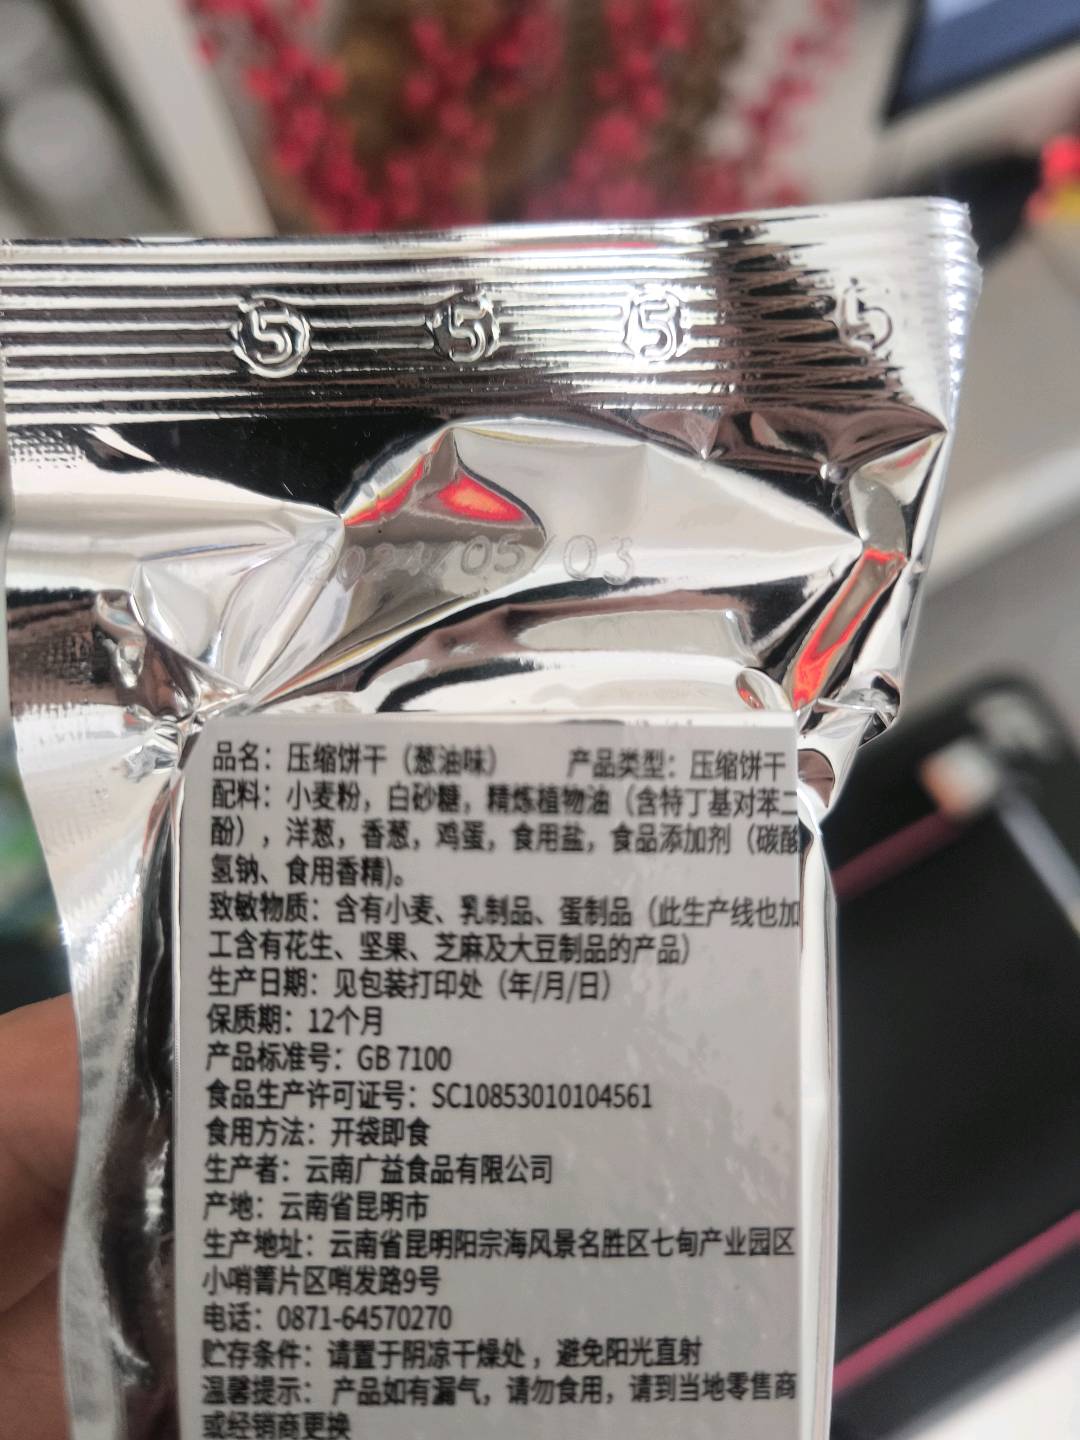 5 5 5 5
2024/05/03
品名：压缩饼干（葱油味） 产品类型：压缩饼干
配料：小麦粉，白砂糖，精炼植物油（含特丁基对苯二
酚），洋葱，香葱，鸡蛋，食用盐，食品添加剂（碳酸
氢钠、食用香精)。
致敏物质：含有小麦、乳制品、蛋制品（此生产线也加
工含有花生、坚果、芝麻及大豆制品的产品）
生产日期：见包装打印处（年/月/日）
保质期：12个月
产品标准号：GB 7100
食品生产许可证号：SC10853010104561
食用方法：开袋即食
生产者：云南广益食品有限公司
产地：云南省昆明市
生产地址：云南省昆明阳宗海风景名胜区七甸产业园区
小哨箐片区哨发路9号
电话：0871-64570270
贮存条件：请置于阴凉干燥处，避免阳光直射
温馨提示：产品如有漏气，请勿食用，请到当地零售商
或经销商更换